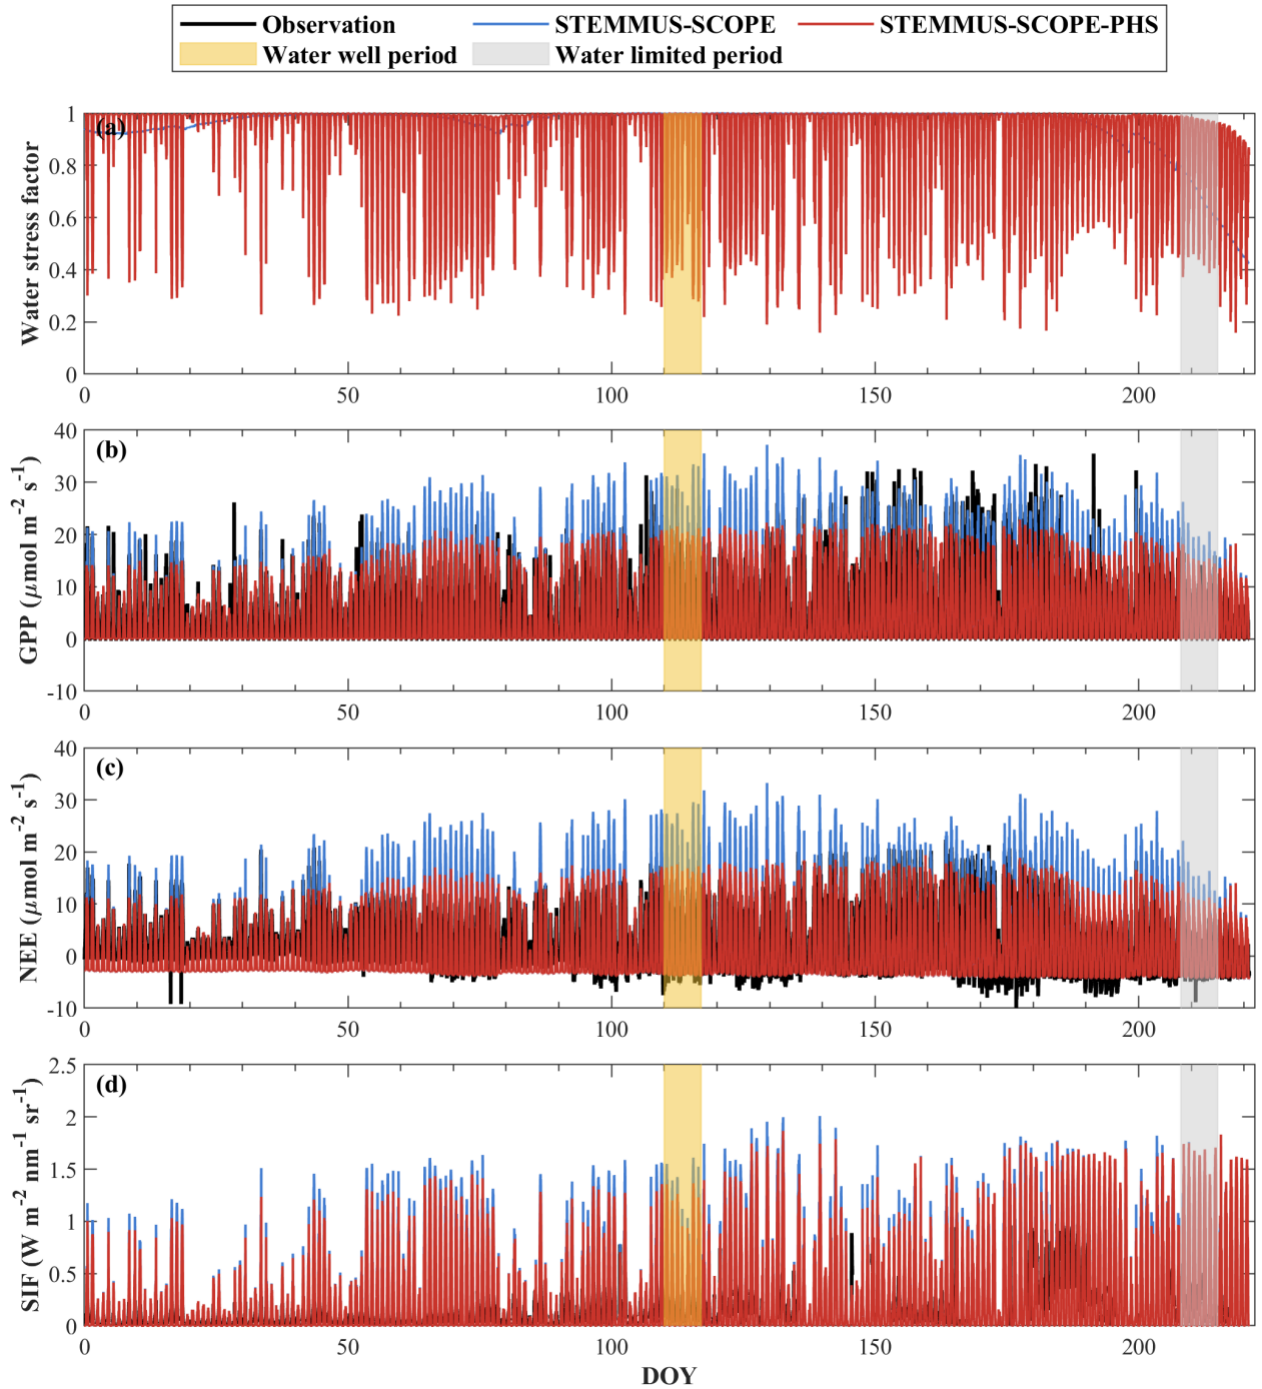 Observation STEMMUS-SCOPE STEMMUS-SCOPE-PHS
Water well period Water limited period
(a)
Water stress factor
1
0.8
0.6
0.4
0.2
0
0 50 100 150 200
(b)
GPP (μmol m⁻² s⁻¹)
40
30
20
10
0
-10
0 50 100 150 200
(c)
NEE (μmol m⁻² s⁻¹)
40
30
20
10
0
-10
0 50 100 150 200
(d)
SIF (W m⁻² nm⁻¹ sr⁻¹)
2.5
2
1.5
1
0.5
0
0 50 100 150 200
DOY